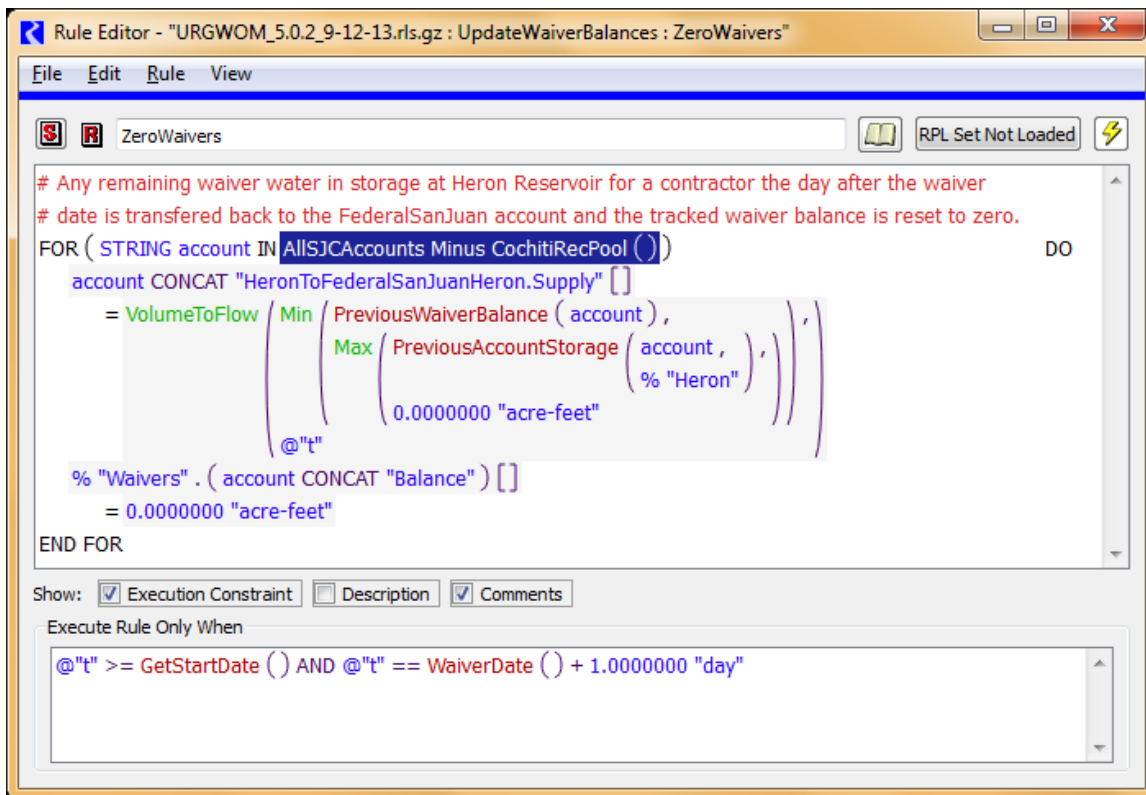 Rule Editor - "URGWOM_5.0.2_9-12-13.rls.gz : UpdateWaiverBalances : ZeroWaivers"
File Edit Rule View
S R ZeroWaivers RPL Set Not Loaded
# Any remaining waiver water in storage at Heron Reservoir for a contractor the day after the waiver
# date is transfered back to the FederalSanJuan account and the tracked waiver balance is reset to zero.
FOR ( STRING account IN AllSJCAccounts Minus CochitiRecPool ( ) ) DO
account CONCAT "HeronToFederalSanJuanHeron.Supply" [ ]
= VolumeToFlow ( Min ( PreviousWaiverBalance ( account ) ,
Max ( PreviousAccountStorage ( account ,
% "Heron" ) ,
0.0000000 "acre-feet" ) ) ,
@"t" )
% "Waivers" . ( account CONCAT "Balance" ) [ ]
= 0.0000000 "acre-feet"
END FOR
Show: Execution Constraint Description Comments
Execute Rule Only When
@"t" >= GetStartDate ( ) AND @"t" == WaiverDate ( ) + 1.0000000 "day"